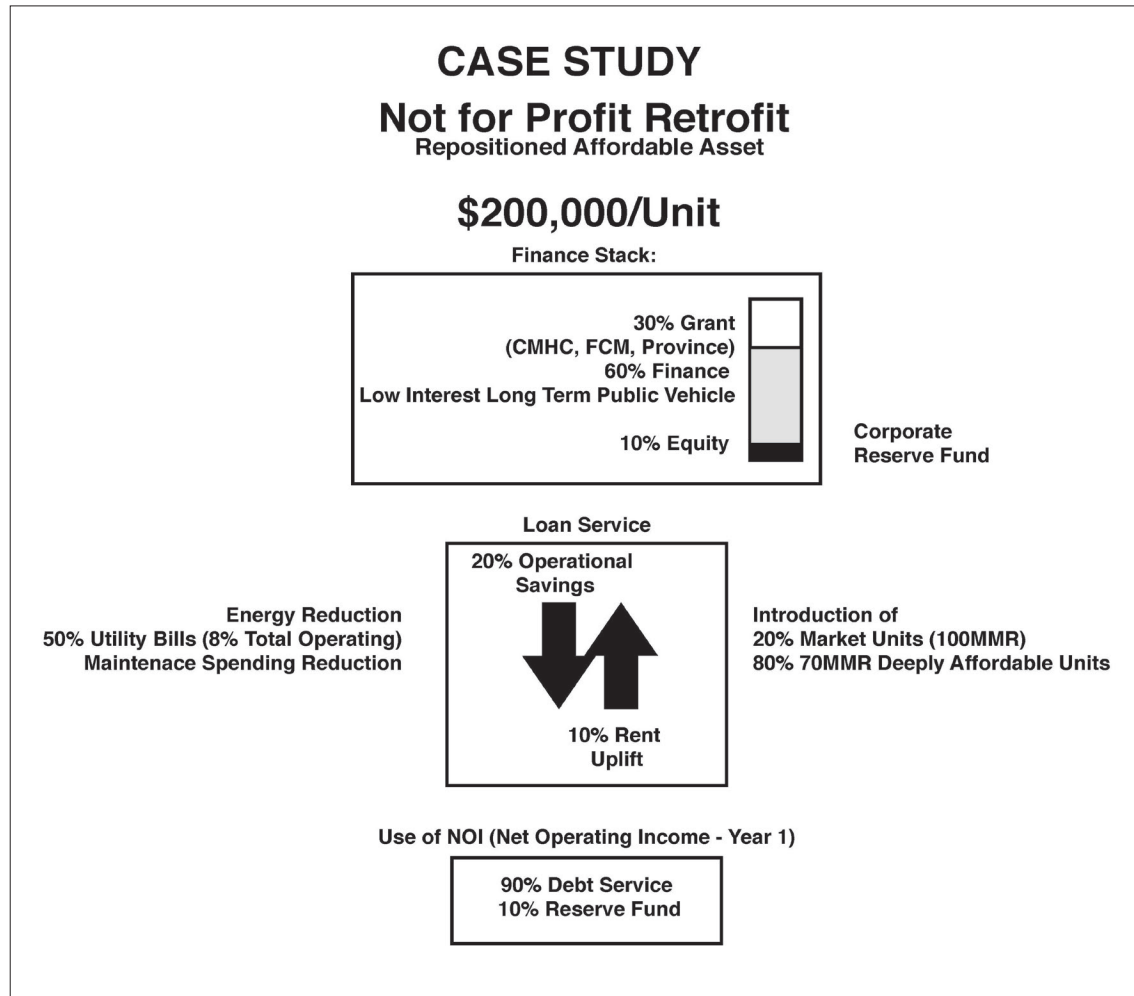 CASE STUDY
Not for Profit Retrofit
Repositioned Affordable Asset
$200,000/Unit
Finance Stack:
30% Grant
(CMHC, FCM, Province)
60% Finance
Low Interest Long Term Public Vehicle
10% Equity
Corporate
Reserve Fund
Loan Service
20% Operational
Savings
Energy Reduction
50% Utility Bills (8% Total Operating)
Maintenace Spending Reduction
Introduction of
20% Market Units (100MMR)
80% 70MMR Deeply Affordable Units
10% Rent
Uplift
Use of NOI (Net Operating Income - Year 1)
90% Debt Service
10% Reserve Fund